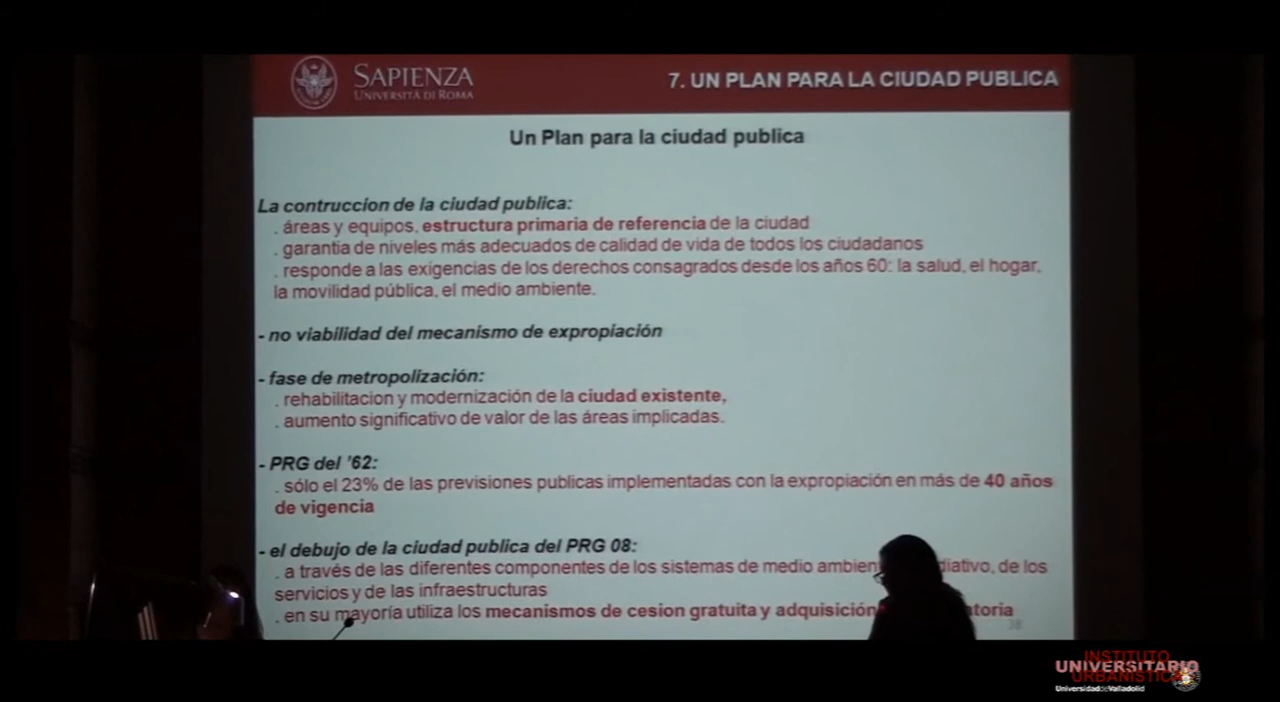 SAPIENZA
UNIVERSITÀ DI ROMA
7. UN PLAN PARA LA CIUDAD PUBLICA
Un Plan para la ciudad publica
La contruccion de la ciudad publica:
. áreas y equipos, estructura primaria de referencia de la ciudad
. garantia de niveles más adecuados de calidad de vida de todos los ciudadanos
. responde a las exigencias de los derechos consagrados desde los años 60: la salud, el hogar,
la movilidad pública, el medio ambiente.
- no viabilidad del mecanismo de expropiación
- fase de metropolización:
. rehabilitacion y modernización de la ciudad existente,
. aumento significativo de valor de las áreas implicadas.
- PRG del '62:
. sólo el 23% de las previsiones publicas implementadas con la expropiación en más de 40 años
de vigencia
- el debujo de la ciudad publica del PRG 08:
. a través de las diferentes componentes de los sistemas de medio de los
servicios y de las infraestructuras
. en su mayoría utiliza los mecanismos de cesion gratuita y adquisición
38
INSTITUTO
UNIVERSITARIO
URBANÍSTICA
Universidad de Valladolid